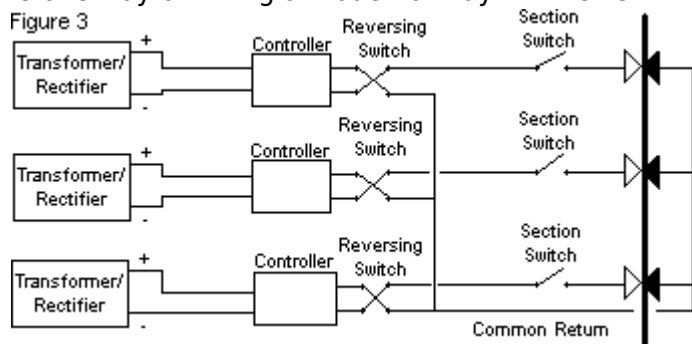 Figure 3
Reversing
Switch
Section
Switch
Controller
+
Transformer/
Rectifier
-
Reversing
Switch
Section
Switch
Controller
+
Transformer/
Rectifier
-
Reversing
Switch
Section
Switch
Controller
+
Transformer/
Rectifier
-
Common Return